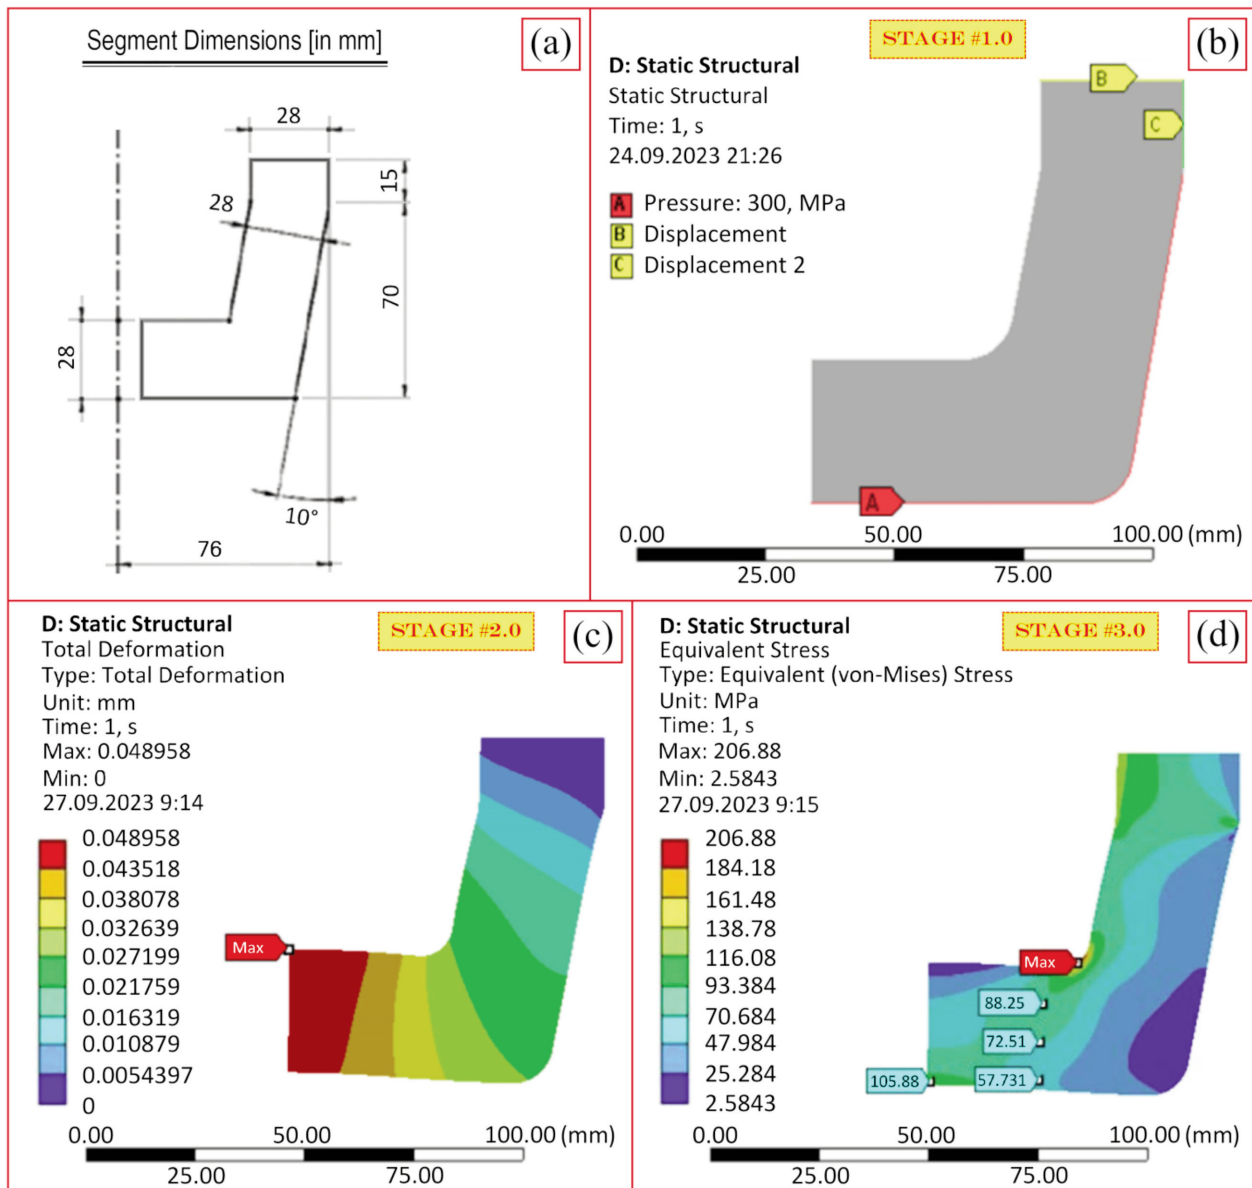 Segment Dimensions [in mm]
(a)
28
15
28
70
28
10°
76
STAGE #1.0
(b)
D: Static Structural
Static Structural
Time: 1, s
24.09.2023 21:26
A Pressure: 300, MPa
B Displacement
C Displacement 2
B
C
A
0.00 50.00 100.00 (mm)
25.00 75.00
D: Static Structural
STAGE #2.0
(c)
Total Deformation
Type: Total Deformation
Unit: mm
Time: 1, s
Max: 0.048958
Min: 0
27.09.2023 9:14
0.048958
0.043518
0.038078
0.032639
0.027199
0.021759
0.016319
0.010879
0.0054397
0
Max
0.00 50.00 100.00 (mm)
25.00 75.00
D: Static Structural
STAGE #3.0
(d)
Equivalent Stress
Type: Equivalent (von-Mises) Stress
Unit: MPa
Time: 1, s
Max: 206.88
Min: 2.5843
27.09.2023 9:15
206.88
184.18
161.48
138.78
116.08
93.384
70.684
47.984
25.284
2.5843
Max
88.25
72.51
105.88
57.731
0.00 50.00 100.00 (mm)
25.00 75.00